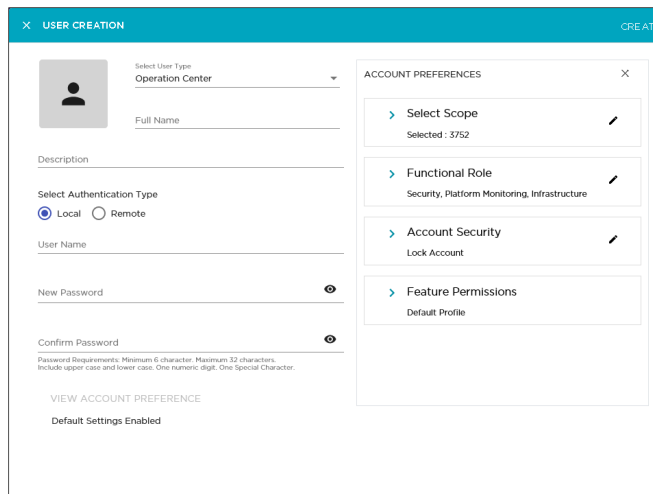 USER CREATION
CREAT
Select User Type
Operation Center
Full Name
Description
Select Authentication Type
Local
Remote
User Name
New Password
Confirm Password
Password Requirements: Minimum 6 character. Maximum 32 characters.
Include upper case and lower case. One numeric digit. One Special Character.
VIEW ACCOUNT PREFERENCE
Default Settings Enabled
ACCOUNT PREFERENCES
Select Scope
Selected : 3752
Functional Role
Security, Platform Monitoring, Infrastructure
Account Security
Lock Account
Feature Permissions
Default Profile